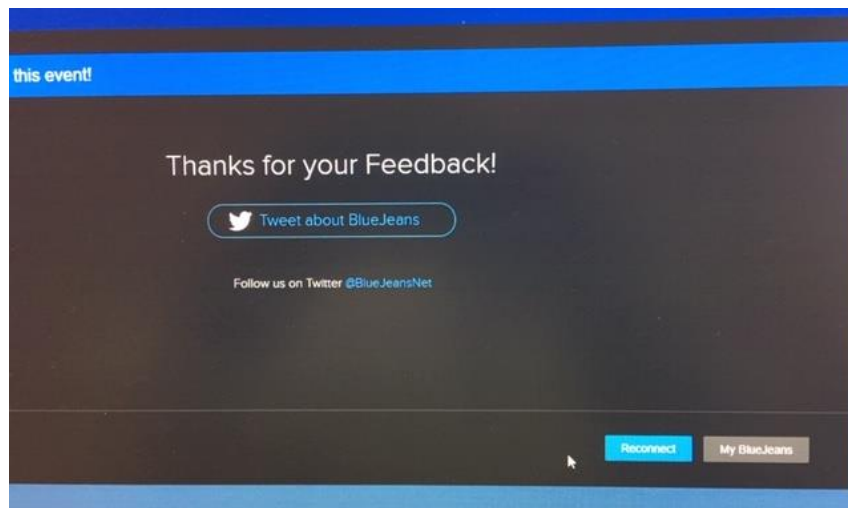 this event!
Thanks for your Feedback!
Tweet about BlueJeans
Follow us on Twitter @BlueJeansNet
Reconnect
My BlueJeans